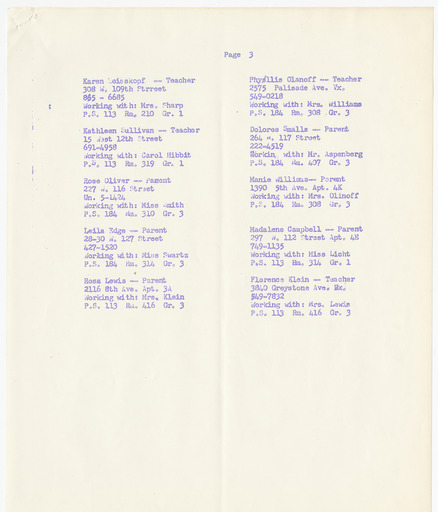 Page 3
Karen Weisskopf -- Teacher
308 W. 109th Strreet
865 - 6685
Working with: Mrs. Sharp
P.S. 113 Rm. 210 Gr. 1
Kathleen Sullivan -- Teacher
15 West 12th Street
691-4958
Working with: Carol Hibbit
P.S. 113 Rm. 319 Gr. 1
Rose Oliver -- Parent
227 W. 116 Street
Un. 5-1424
Working with: Miss Smith
P.S. 184 Rm. 310 Gr. 3
Leila Edge -- Parent
28-30 W. 127 Street
427-1520
Working with: Miss Swartz
P.S. 184 Rm. 314 Gr. 3
Rosa Lewis -- Parent
2116 8th Ave. Apt. 3A
Working with: Mrs. Klein
P.S. 113 Rm. 416 Gr. 3
Phyllis Olanoff -- Teacher
2575 Palisade Ave. Vx.
549-0218
Working with: Mrs. Williams
P.S. 184 Rm. 308 Gr. 3
Dolores Smalls -- Parent
264 W. 117 Street
222-4519
Workin, with: Mr. Aspenberg
P.S. 184 Rm. 407 Gr. 3
Mamie Williams-- Parent
1390 5th Ave. Apt. 4K
Working with: Mrs. Olinoff
P.S. 184 Rm. 308 Gr. 3
Madalene Campbell -- Parent
297 W. 112 Street Apt. 4E
749-1135
Working with: Miss Light
P.S. 113 Rm. 314 Gr. 1
Florence Klein -- Teacher
3840 Greystone Ave. Bx.
549-7832
Working with: Mrs. Lewis
P.S. 113 Rm. 416 Gr. 3